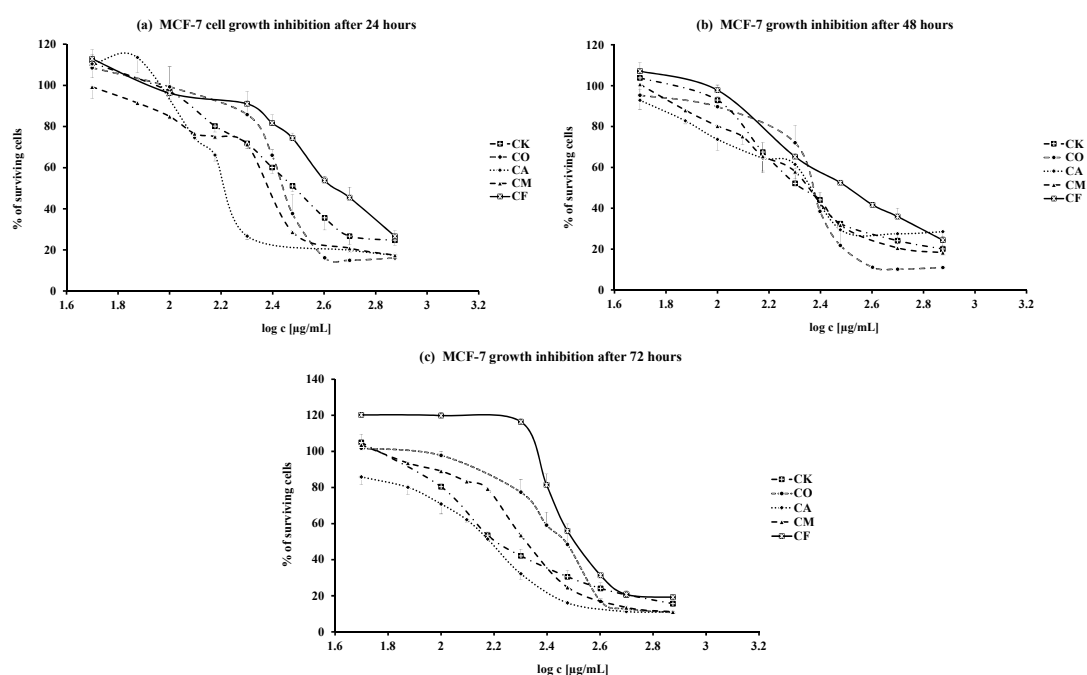 (a) MCF-7 cell growth inhibition after 24 hours
% of surviving cells
120
100
80
60
40
20
0
1.6 1.8 2 2.2 2.4 2.6 2.8 3 3.2
log c [µg/mL]
CK
CO
CA
CM
CF
(b) MCF-7 growth inhibition after 48 hours
% of surviving cells
120
100
80
60
40
20
0
1.6 1.8 2 2.2 2.4 2.6 2.8 3 3.2
log c [µg/mL]
CK
CO
CA
CM
CF
(c) MCF-7 growth inhibition after 72 hours
% of surviving cells
140
120
100
80
60
40
20
0
1.6 1.8 2 2.2 2.4 2.6 2.8 3 3.2
log c [µg/mL]
CK
CO
CA
CM
CF